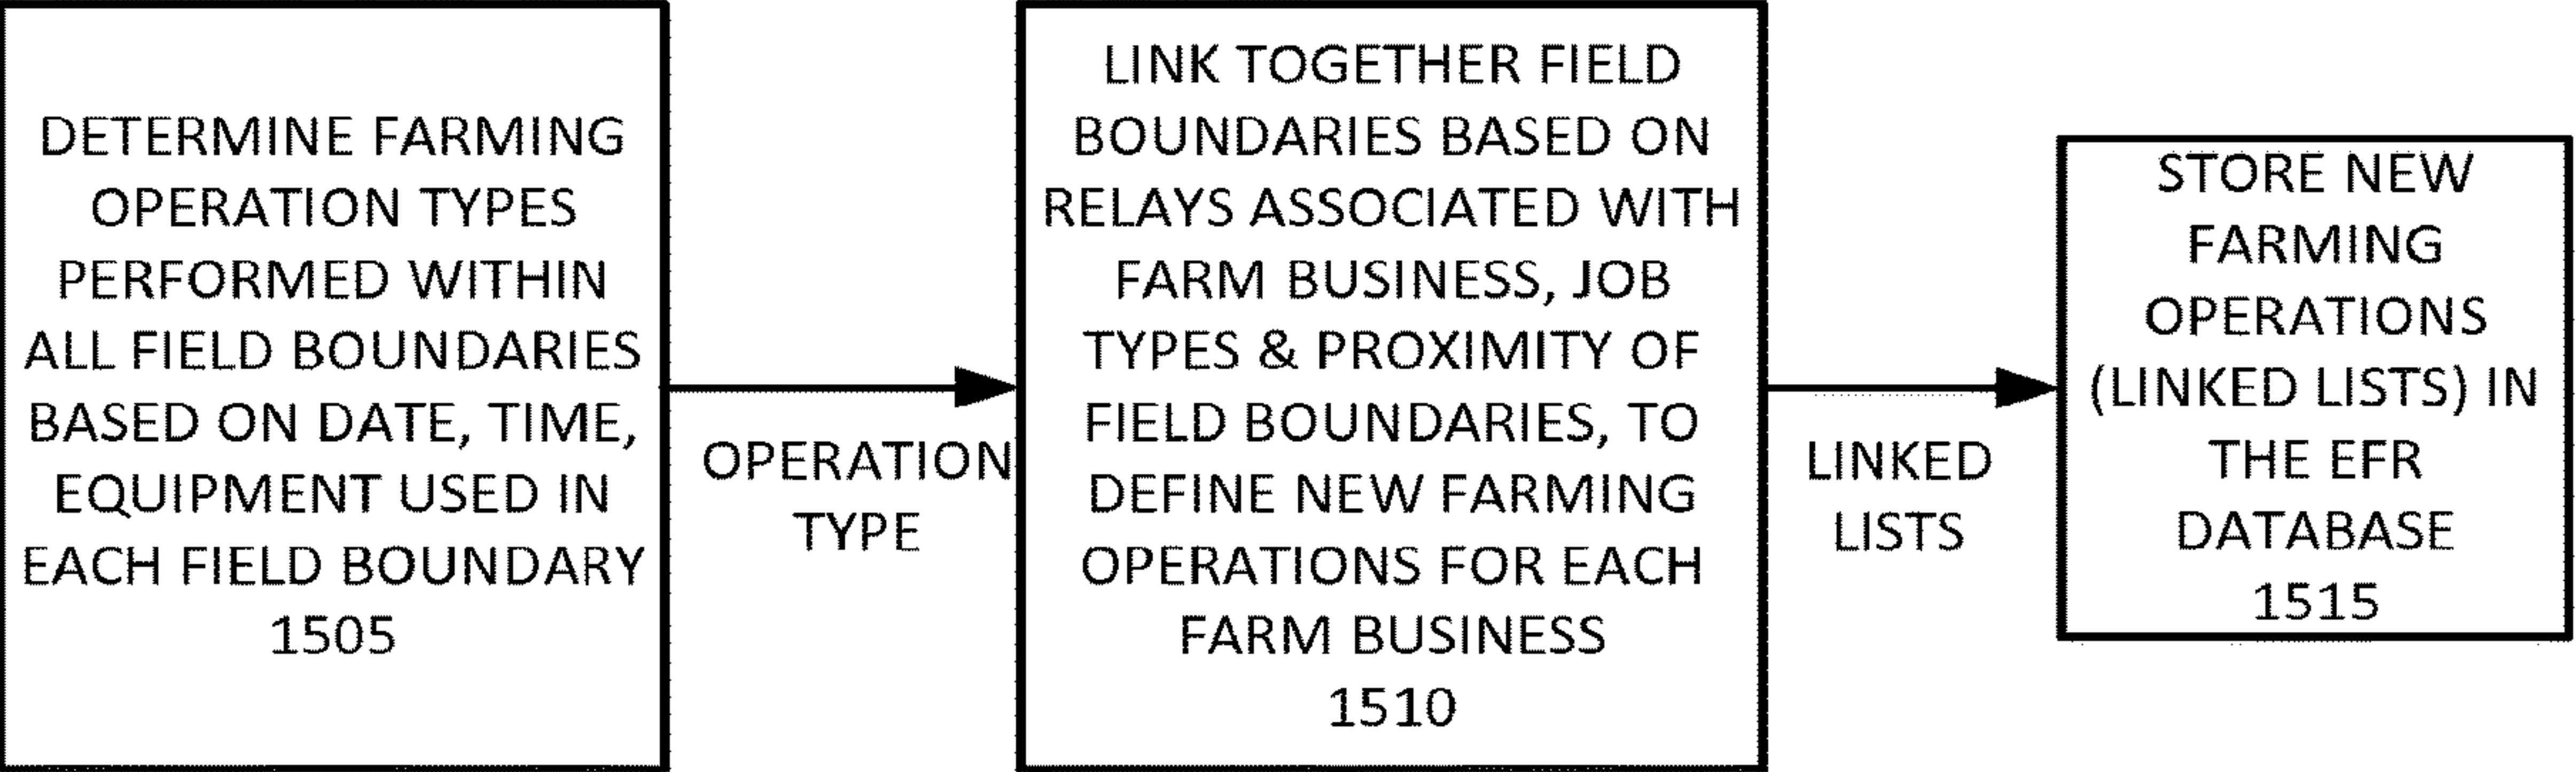 DETERMINE FARMING
OPERATION TYPES
PERFORMED WITHIN
ALL FIELD BOUNDARIES
BASED ON DATE, TIME,
EQUIPMENT USED IN
EACH FIELD BOUNDARY
1505
OPERATION
TYPE
LINK TOGETHER FIELD
BOUNDARIES BASED ON
RELAYS ASSOCIATED WITH
FARM BUSINESS, JOB
TYPES & PROXIMITY OF
FIELD BOUNDARIES, TO
DEFINE NEW FARMING
OPERATIONS FOR EACH
FARM BUSINESS
1510
LINKED
LISTS
STORE NEW
FARMING
OPERATIONS
(LINKED LISTS) IN
THE EFR
DATABASE
1515